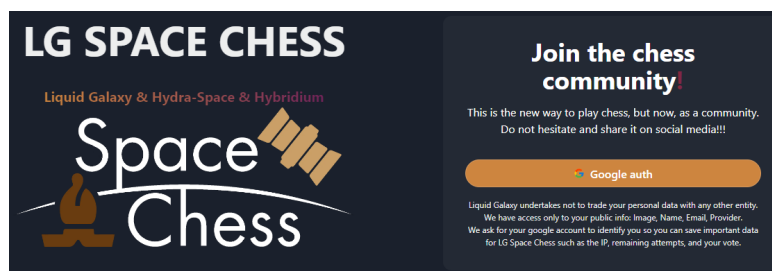 LG SPACE CHESS
Liquid Galaxy & Hydra-Space & Hybridium
Space
Chess
Join the chess
community!
This is the new way to play chess, but now, as a community.
Do not hesitate and share it on social media!!!
Google auth
Liquid Galaxy undertakes not to trade your personal data with any other entity.
We have access only to your public info: Image, Name, Email, Provider.
We ask for your google account to identify you so you can save important data
for LG Space Chess such as the IP, remaining attempts, and your vote.